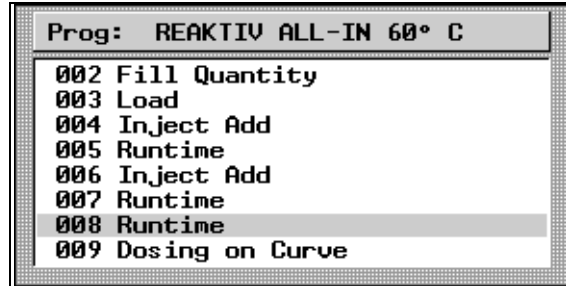 Prog: REAKTIV ALL-IN 60° C
002 Fill Quantity
003 Load
004 Inject Add
005 Runtime
006 Inject Add
007 Runtime
008 Runtime
009 Dosing on Curve